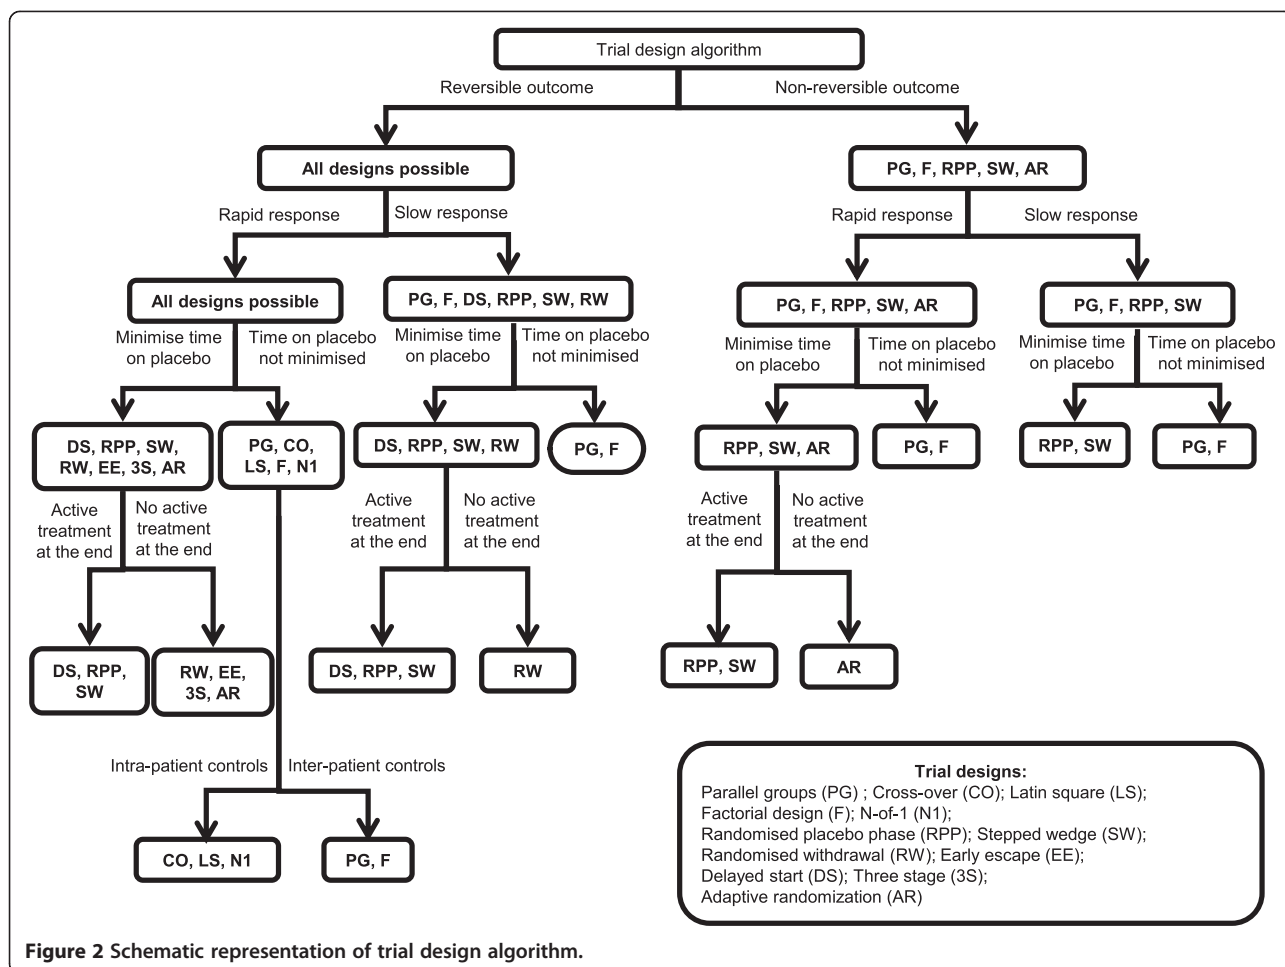 Trial design algorithm
Reversible outcome
Non-reversible outcome
All designs possible
PG, F, RPP, SW, AR
Rapid response
Slow response
Rapid response
Slow response
All designs possible
PG, F, DS, RPP, SW, RW
PG, F, RPP, SW, AR
PG, F, RPP, SW
Minimise time
on placebo
Time on placebo
not minimised
Minimise time
on placebo
Time on placebo
not minimised
Minimise time
on placebo
Time on placebo
not minimised
Minimise time
on placebo
Time on placebo
not minimised
DS, RPP, SW,
RW, EE, 3S, AR
PG, CO,
LS, F, N1
DS, RPP, SW, RW
PG, F
RPP, SW, AR
PG, F
RPP, SW
PG, F
Active
treatment
at the end
No active
treatment
at the end
Active
treatment
at the end
No active
treatment
at the end
Active
treatment
at the end
No active
treatment
at the end
DS, RPP,
SW
RW, EE,
3S, AR
DS, RPP, SW
RW
RPP, SW
AR
Intra-patient controls
Inter-patient controls
CO, LS, N1
PG, F
Trial designs:
Parallel groups (PG) ; Cross-over (CO); Latin square (LS);
Factorial design (F); N-of-1 (N1);
Randomised placebo phase (RPP); Stepped wedge (SW);
Randomised withdrawal (RW); Early escape (EE);
Delayed start (DS); Three stage (3S);
Adaptive randomization (AR)
Figure 2 Schematic representation of trial design algorithm.